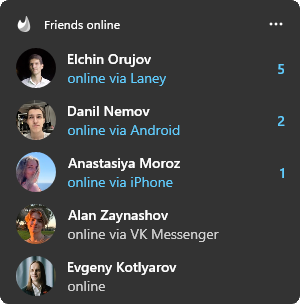 Friends online
Elchin Orujov
online via Laney
5
Danil Nemov
online via Android
2
Anastasiya Moroz
online via iPhone
1
Alan Zaynashov
online via VK Messenger
Evgeny Kotlyarov
online